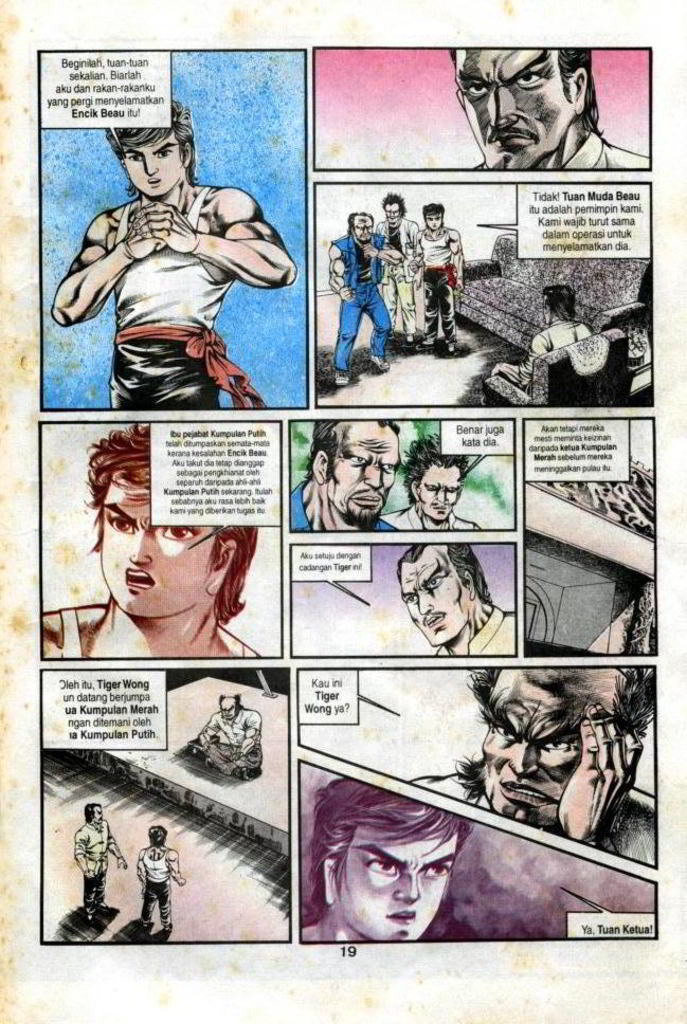 Beginilah, tuan-tuan
sekalian. Biarlah
aku dan rakan-rakanku
yang pergi menyelamatkan
Encik Beau itu!
Tidak! Tuan Muda Beau
itu adalah pemimpin kami.
Kami wajib turut sama
dalam operasi untuk
menyelamatkan dia.
Ibu pejabat Kumpulan Putih
telah ditumpaskan semata-mata
kerana kesalahan Encik Beau.
Aku takut dia tetap dianggap
sebagai pengkhianat oleh
separuh daripada ahli-ahli
Kumpulan Putih sekarang. Itulah
sebabnya aku rasa lebih baik
kami yang diberikan tugas itu.
Benar juga
kata dia.
Aku setuju dengan
cadangan Tiger ini!
Akan tetapi mereka
mesti meminta keizinan
daripada ketua Kumpulan
Merah sebelum mereka
meninggalkan pulau itu.
Oleh itu, Tiger Wong
un datang berjumpa
ua Kumpulan Merah
ngan ditemani oleh
a Kumpulan Putih.
Kau ini
Tiger
Wong ya?
Ya, Tuan Ketua!
19